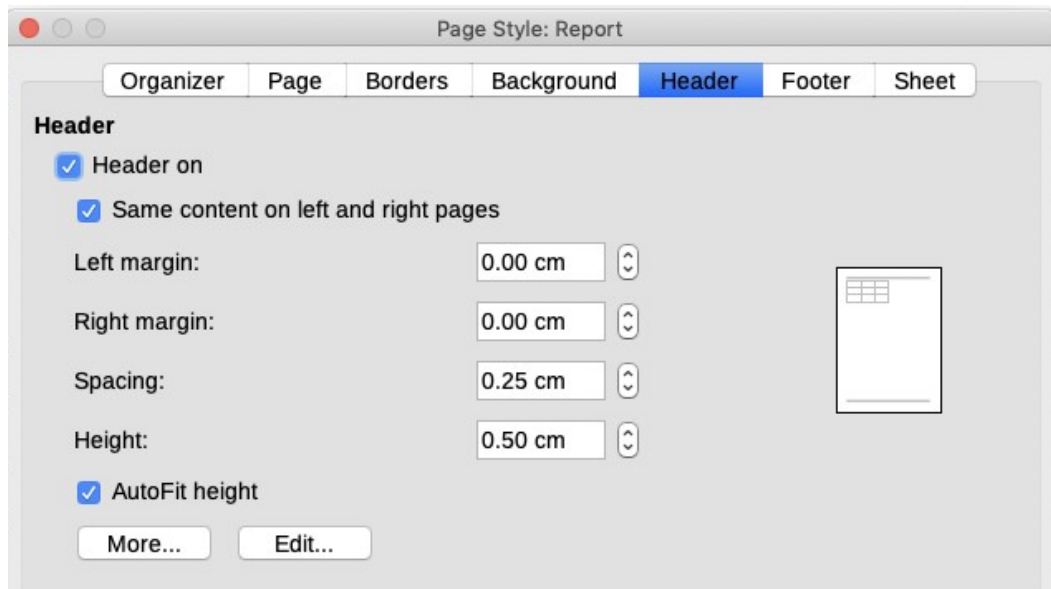 Page Style: Report
Organizer Page Borders Background Header Footer Sheet
Header
Header on
Same content on left and right pages
Left margin: 0.00 cm
Right margin: 0.00 cm
Spacing: 0.25 cm
Height: 0.50 cm
AutoFit height
More... Edit...